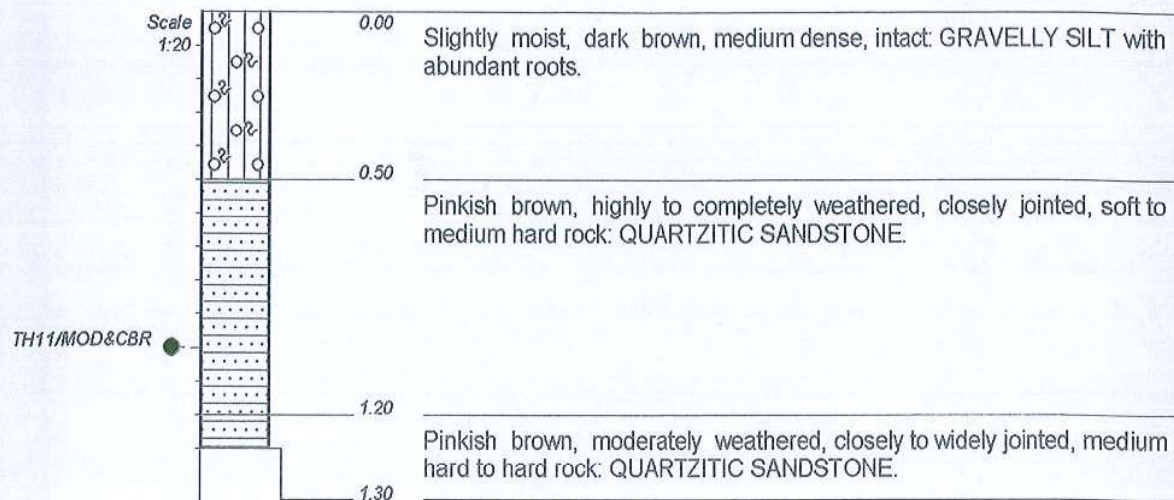 Scale
1:20
0.00
Slightly moist, dark brown, medium dense, intact: GRAVELLY SILT with
abundant roots.
0.50
Pinkish brown, highly to completely weathered, closely jointed, soft to
medium hard rock: QUARTZITIC SANDSTONE.
TH11/MOD&CBR
1.20
Pinkish brown, moderately weathered, closely to widely jointed, medium
hard to hard rock: QUARTZITIC SANDSTONE.
1.30